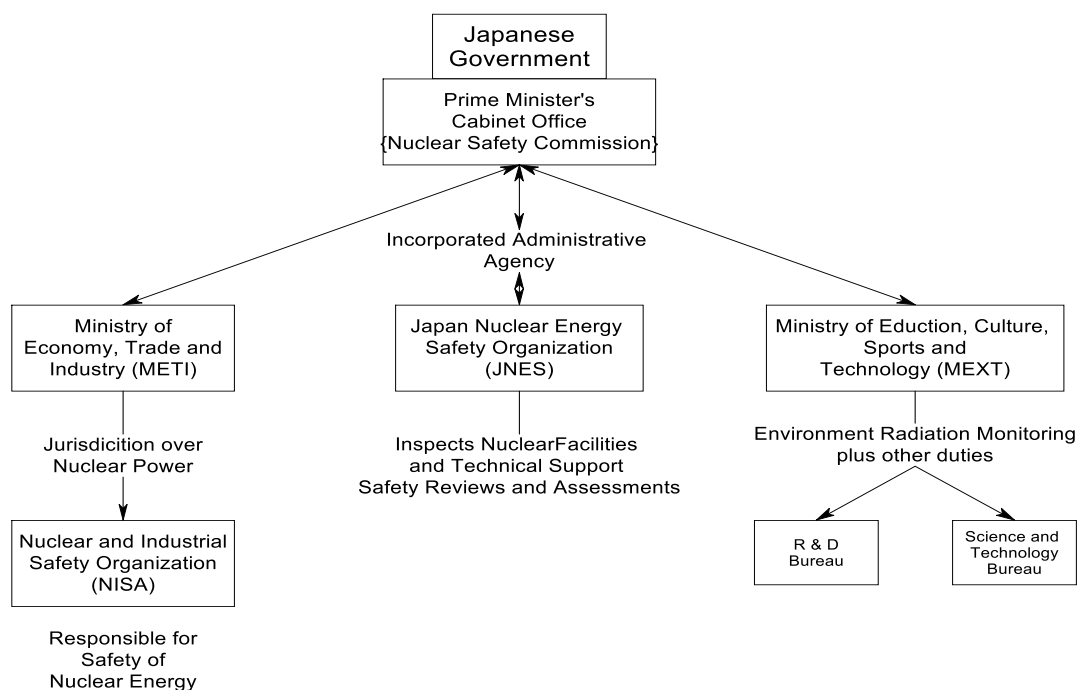 Japanese
Government
Prime Minister's
Cabinet Office
{Nuclear Safety Commission}
Incorporated Administrative
Agency
Ministry of
Economy, Trade and
Industry (METI)
Japan Nuclear Energy
Safety Organization
(JNES)
Ministry of Eduction, Culture,
Sports and
Technology (MEXT)
Jurisdicition over
Nuclear Power
Inspects NuclearFacilities
and Technical Support
Safety Reviews and Assessments
Environment Radiation Monitoring
plus other duties
Nuclear and Industrial
Safety Organization
(NISA)
R & D
Bureau
Science and
Technology
Bureau
Responsible for
Safety of
Nuclear Energy